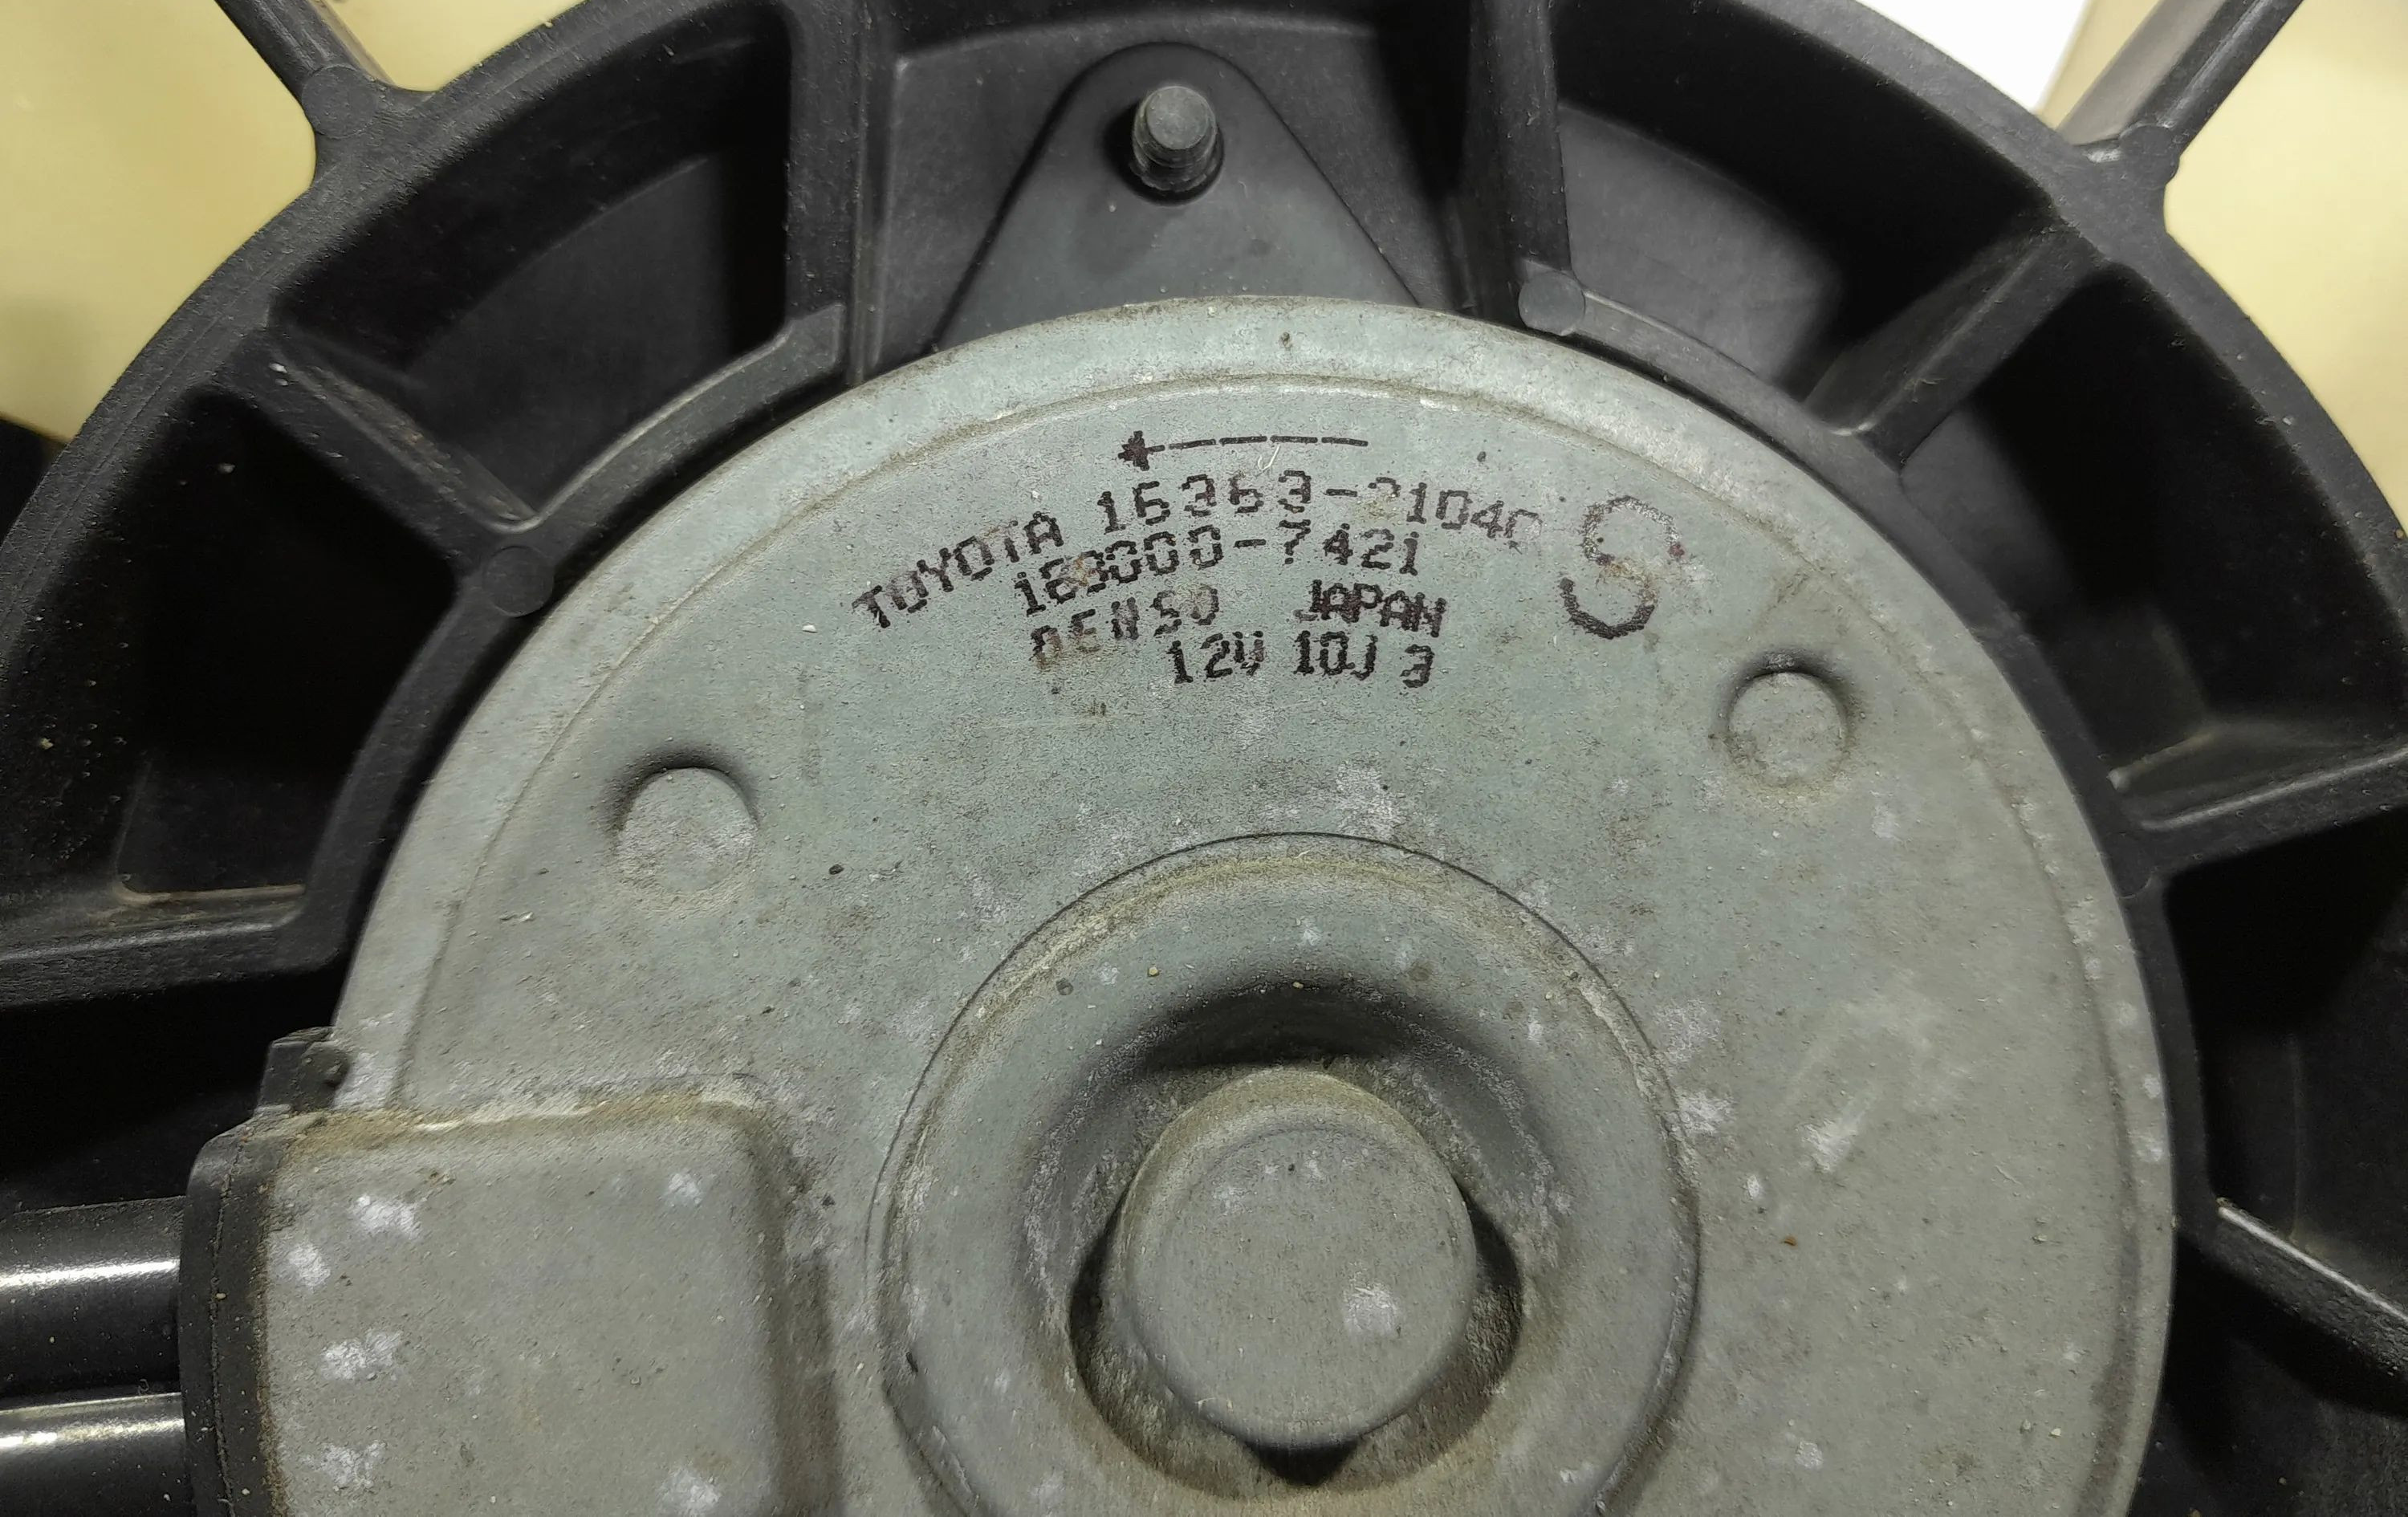 TOYOTA 16363-21040
168000-7421
DENSO JAPAN
12V 10J 3
S